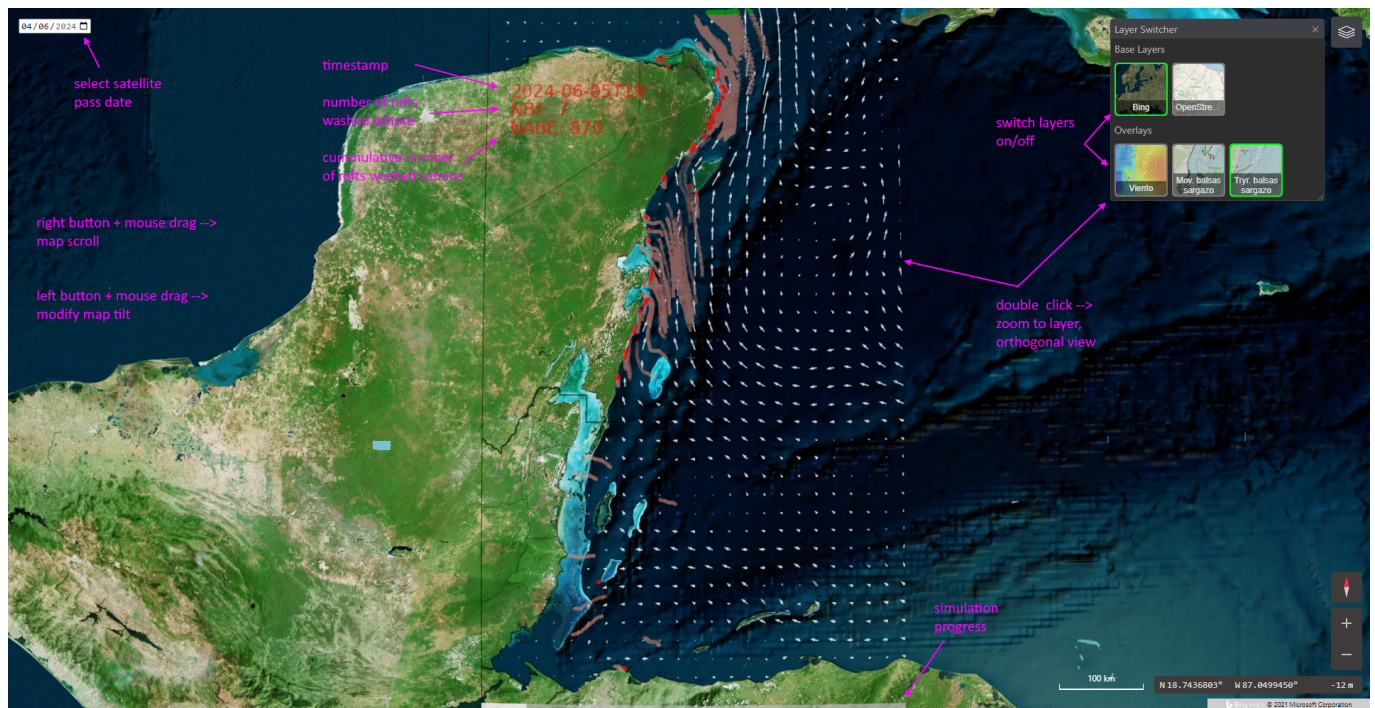 04/06/2024
select satellite
pass date
timestamp
2024-06-05T19
number of rafts
washed ashore
NBE: 7
NABE: 870
cummulative number
of rafts washed ashore
right button + mouse drag -->
map scroll
left button + mouse drag -->
modify map tilt
Layer Switcher
×
Base Layers
Bing
OpenStre...
Overlays
Viento
Mov. balsas
sargazo
Tryr. balsas
sargazo
switch layers
on/off
double click -->
zoom to layer,
orthogonal view
simulation
progress
+
−
100 km
N 18.7436803° W 87.0499450° -12 m
© 2021 Microsoft Corporation